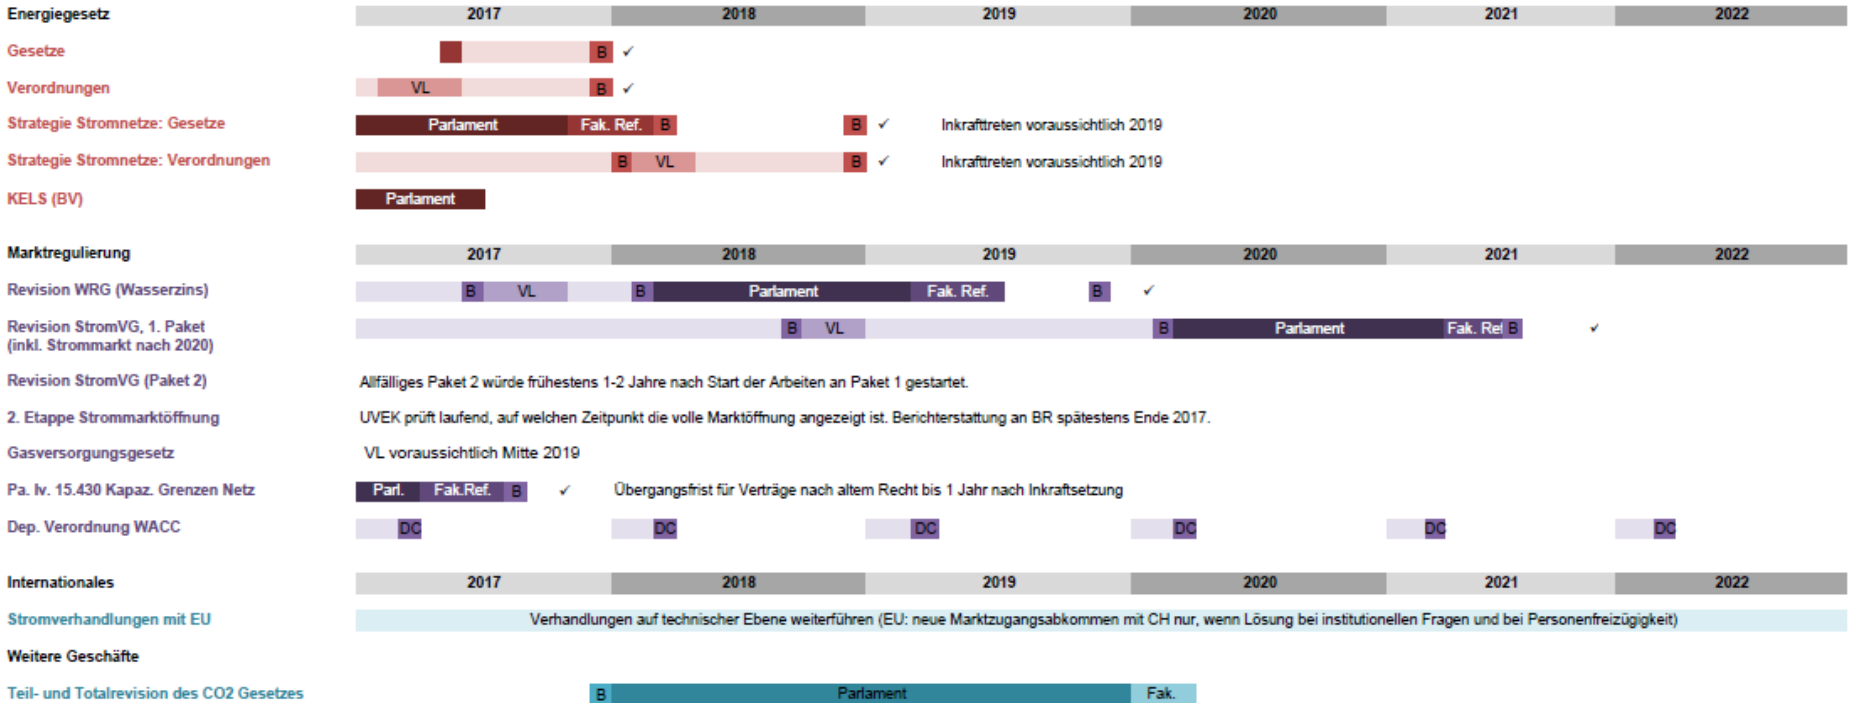 Energiegesetz 2017 2018 2019 2020 2021 2022
Gesetze B ✓
Verordnungen VL B ✓
Strategie Stromnetze: Gesetze Parlament Fak. Ref. B B ✓ Inkrafttreten voraussichtlich 2019
Strategie Stromnetze: Verordnungen B VL B ✓ Inkrafttreten voraussichtlich 2019
KELS (BV) Parlament
Marktregulierung 2017 2018 2019 2020 2021 2022
Revision WRG (Wasserzins) B VL B Parlament Fak. Ref. B ✓
Revision StromVG, 1. Paket B VL B Parlament Fak. Ref B ✓
(inkl. Strommarkt nach 2020)
Revision StromVG (Paket 2) Allfälliges Paket 2 würde frühestens 1-2 Jahre nach Start der Arbeiten an Paket 1 gestartet.
2. Etappe Strommarktöffnung UVEK prüft laufend, auf welchen Zeitpunkt die volle Marktöffnung angezeigt ist. Berichterstattung an BR spätestens Ende 2017.
Gasversorgungsgesetz VL voraussichtlich Mitte 2019
Pa. Iv. 15.430 Kapaz. Grenzen Netz Parl. Fak.Ref. B ✓ Übergangsfrist für Verträge nach altem Recht bis 1 Jahr nach Inkraftsetzung
Dep. Verordnung WACC DC DC DC DC DC DC
Internationales 2017 2018 2019 2020 2021 2022
Stromverhandlungen mit EU Verhandlungen auf technischer Ebene weiterführen (EU: neue Marktzugangsabkommen mit CH nur, wenn Lösung bei institutionellen Fragen und bei Personenfreizügigkeit)
Weitere Geschäfte
Teil- und Totalrevision des CO2 Gesetzes B Parlament Fak.